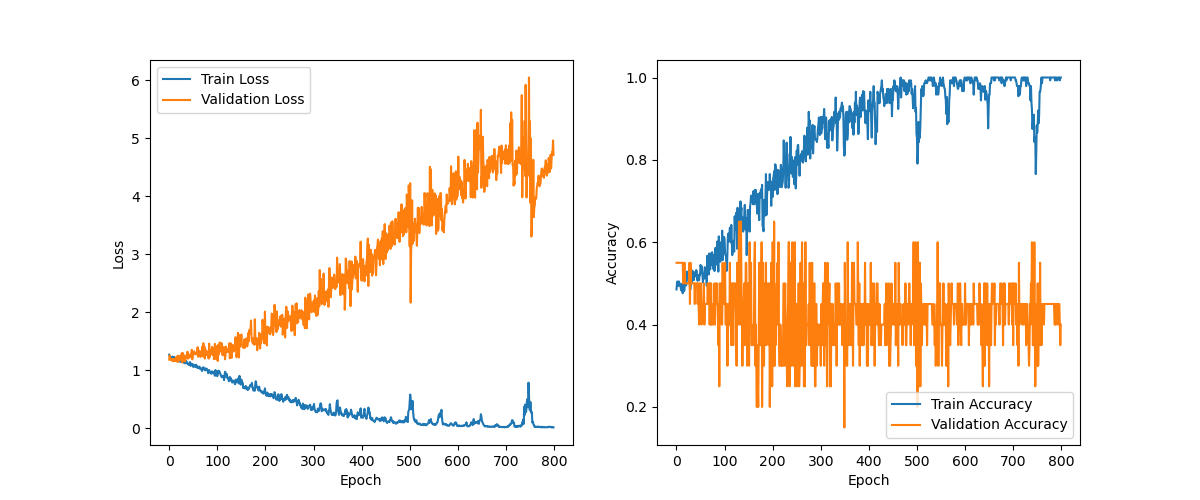 Train Loss
Validation Loss
6
5
4
3
2
1
0
Loss
0 100 200 300 400 500 600 700 800
Epoch
1.0
0.8
0.6
0.4
0.2
Accuracy
Train Accuracy
Validation Accuracy
0 100 200 300 400 500 600 700 800
Epoch